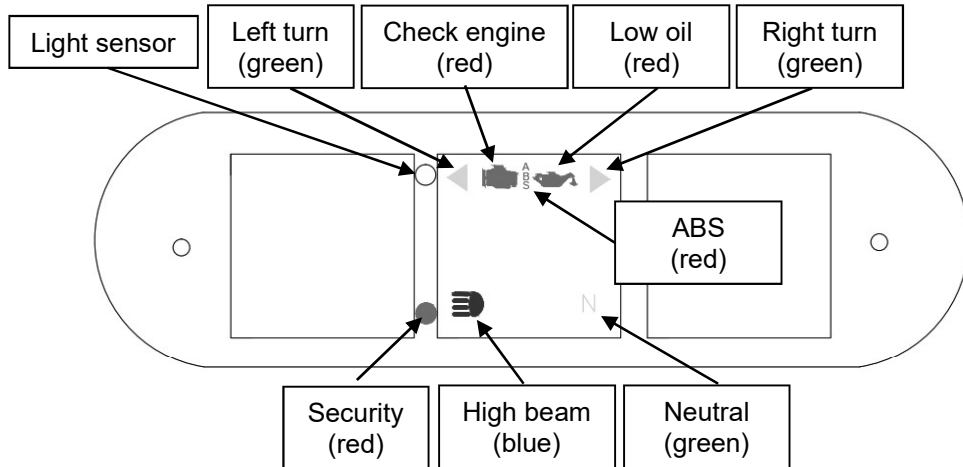 Light sensor
Left turn
(green)
Check engine
(red)
Low oil
(red)
Right turn
(green)
A
B
S
ABS
(red)
N
Security
(red)
High beam
(blue)
Neutral
(green)